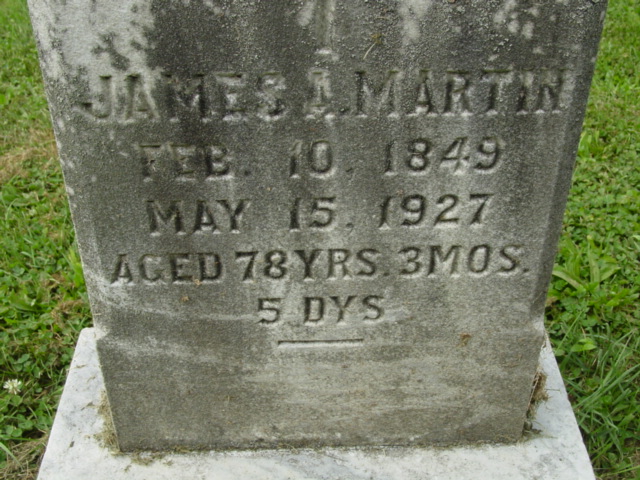 JAMES A. MARTIN
FEB. 10, 1849
MAY 15, 1927
AGED 78 YRS. 3 MOS.
5 DYS